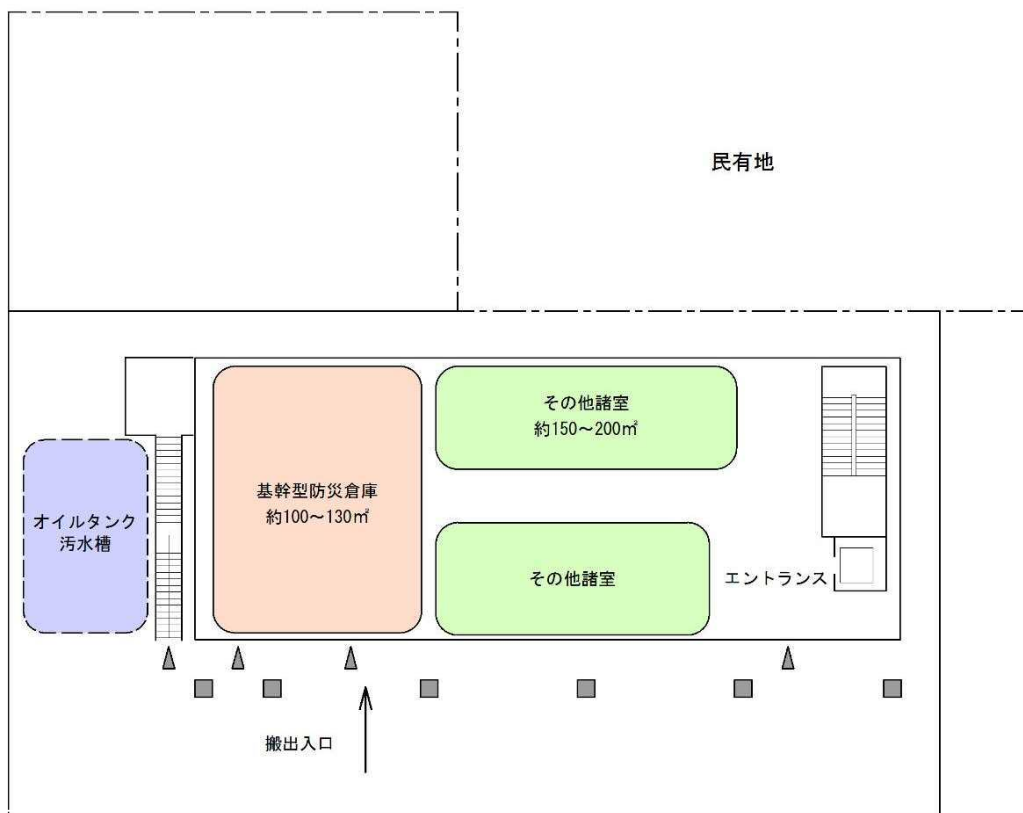 民有地
その他諸室
約150～200㎡
基幹型防災倉庫
約100～130㎡
オイルタンク
汚水槽
その他諸室
エントランス
搬出入口